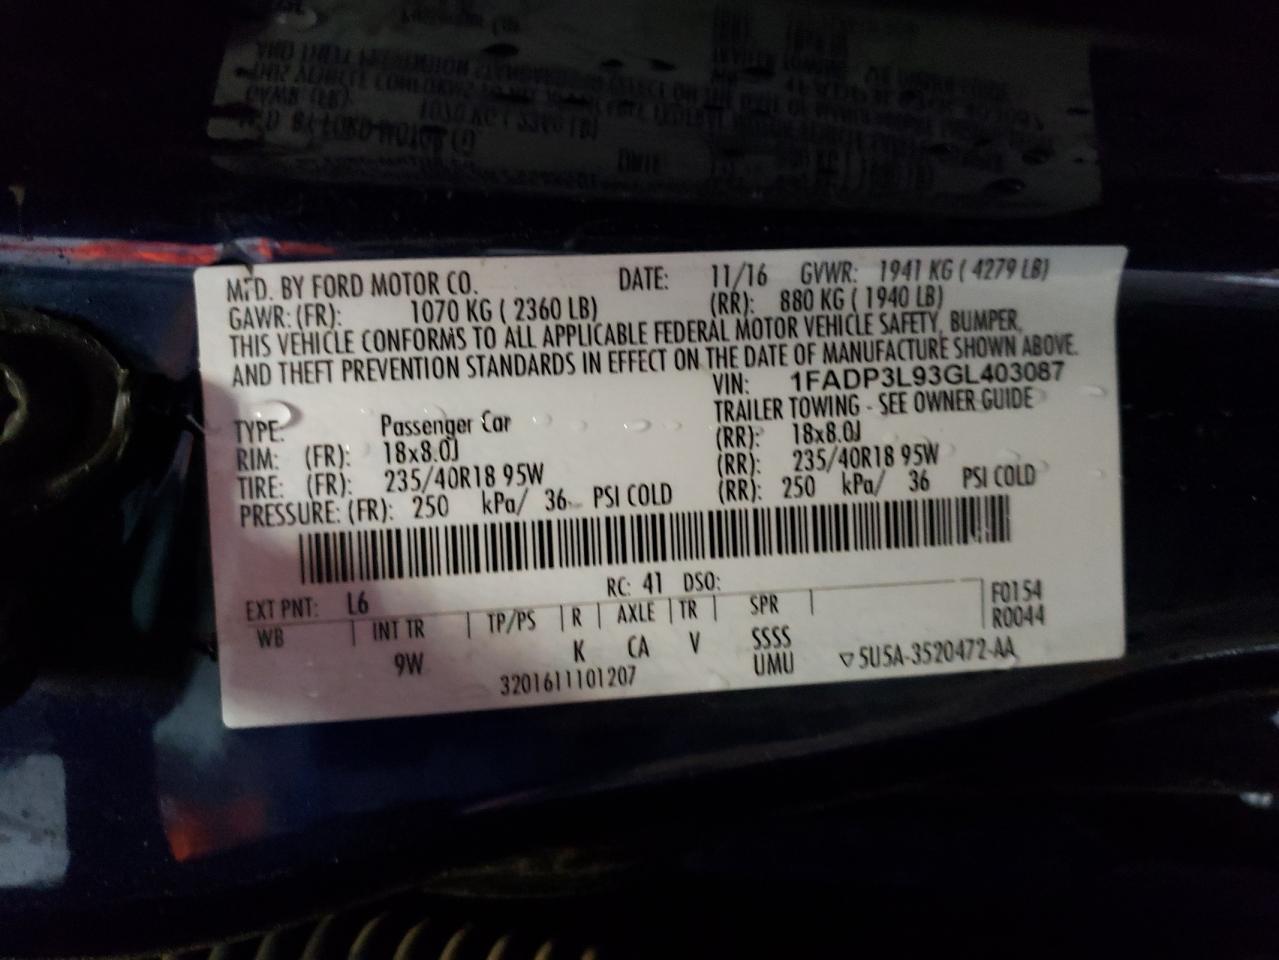 MFD. BY FORD MOTOR CO. DATE: 11/16 GVWR: 1941 KG ( 4279 LB)
GAWR: (FR): 1070 KG ( 2360 LB) (RR): 880 KG ( 1940 LB)
THIS VEHICLE CONFORMS TO ALL APPLICABLE FEDERAL MOTOR VEHICLE SAFETY, BUMPER,
AND THEFT PREVENTION STANDARDS IN EFFECT ON THE DATE OF MANUFACTURE SHOWN ABOVE.
VIN: 1FADP3L93GL403087
TYPE: Passenger Car TRAILER TOWING - SEE OWNER GUIDE
RIM: (FR): 18x8.0J (RR): 18x8.0J
TIRE: (FR): 235/40R18 95W (RR): 235/40R18 95W
PRESSURE: (FR): 250 kPa/ 36 PSI COLD (RR): 250 kPa/ 36 PSI COLD
EXT PNT: L6 RC: 41 DSO: F0154
WB INT TR TP/PS R AXLE TR SPR R0044
9W K CA V SSSS
3201611101207 UMU 5U5A-3520472-AA